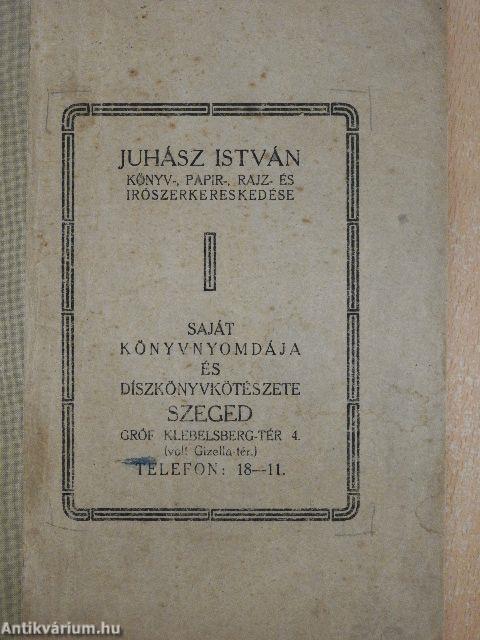 JUHÁSZ ISTVÁN
KÖNYV-, PAPIR-, RAJZ- ÉS
IRÓSZERKERESKEDÉSE
SAJÁT
KÖNYVNYOMDÁJA
ÉS
DÍSZKÖNYVKÖTÉSZETE
SZEGED
GRÓF KLEBELSBERG-TÉR 4.
(volt Gizella-tér.)
TELEFON: 18—11.
Antikvárium.hu